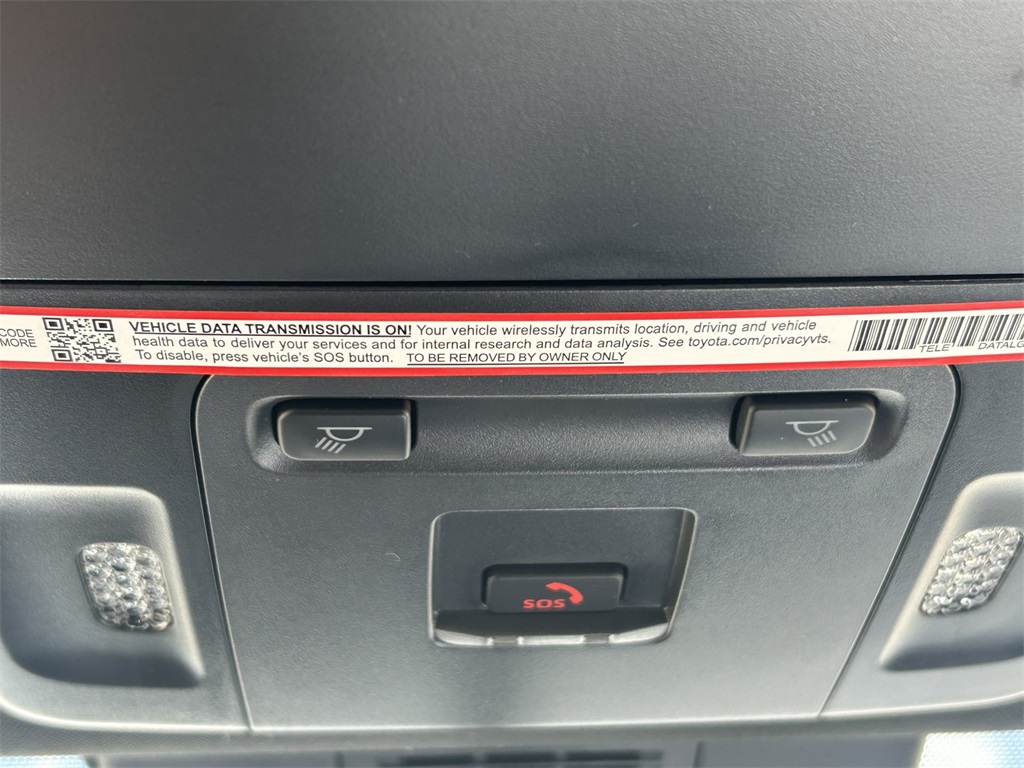 CODE
MORE
VEHICLE DATA TRANSMISSION IS ON! Your vehicle wirelessly transmits location, driving and vehicle
health data to deliver your services and for internal research and data analysis. See toyota.com/privacyvts.
To disable, press vehicle's SOS button. TO BE REMOVED BY OWNER ONLY
TELE DATALG
SOS